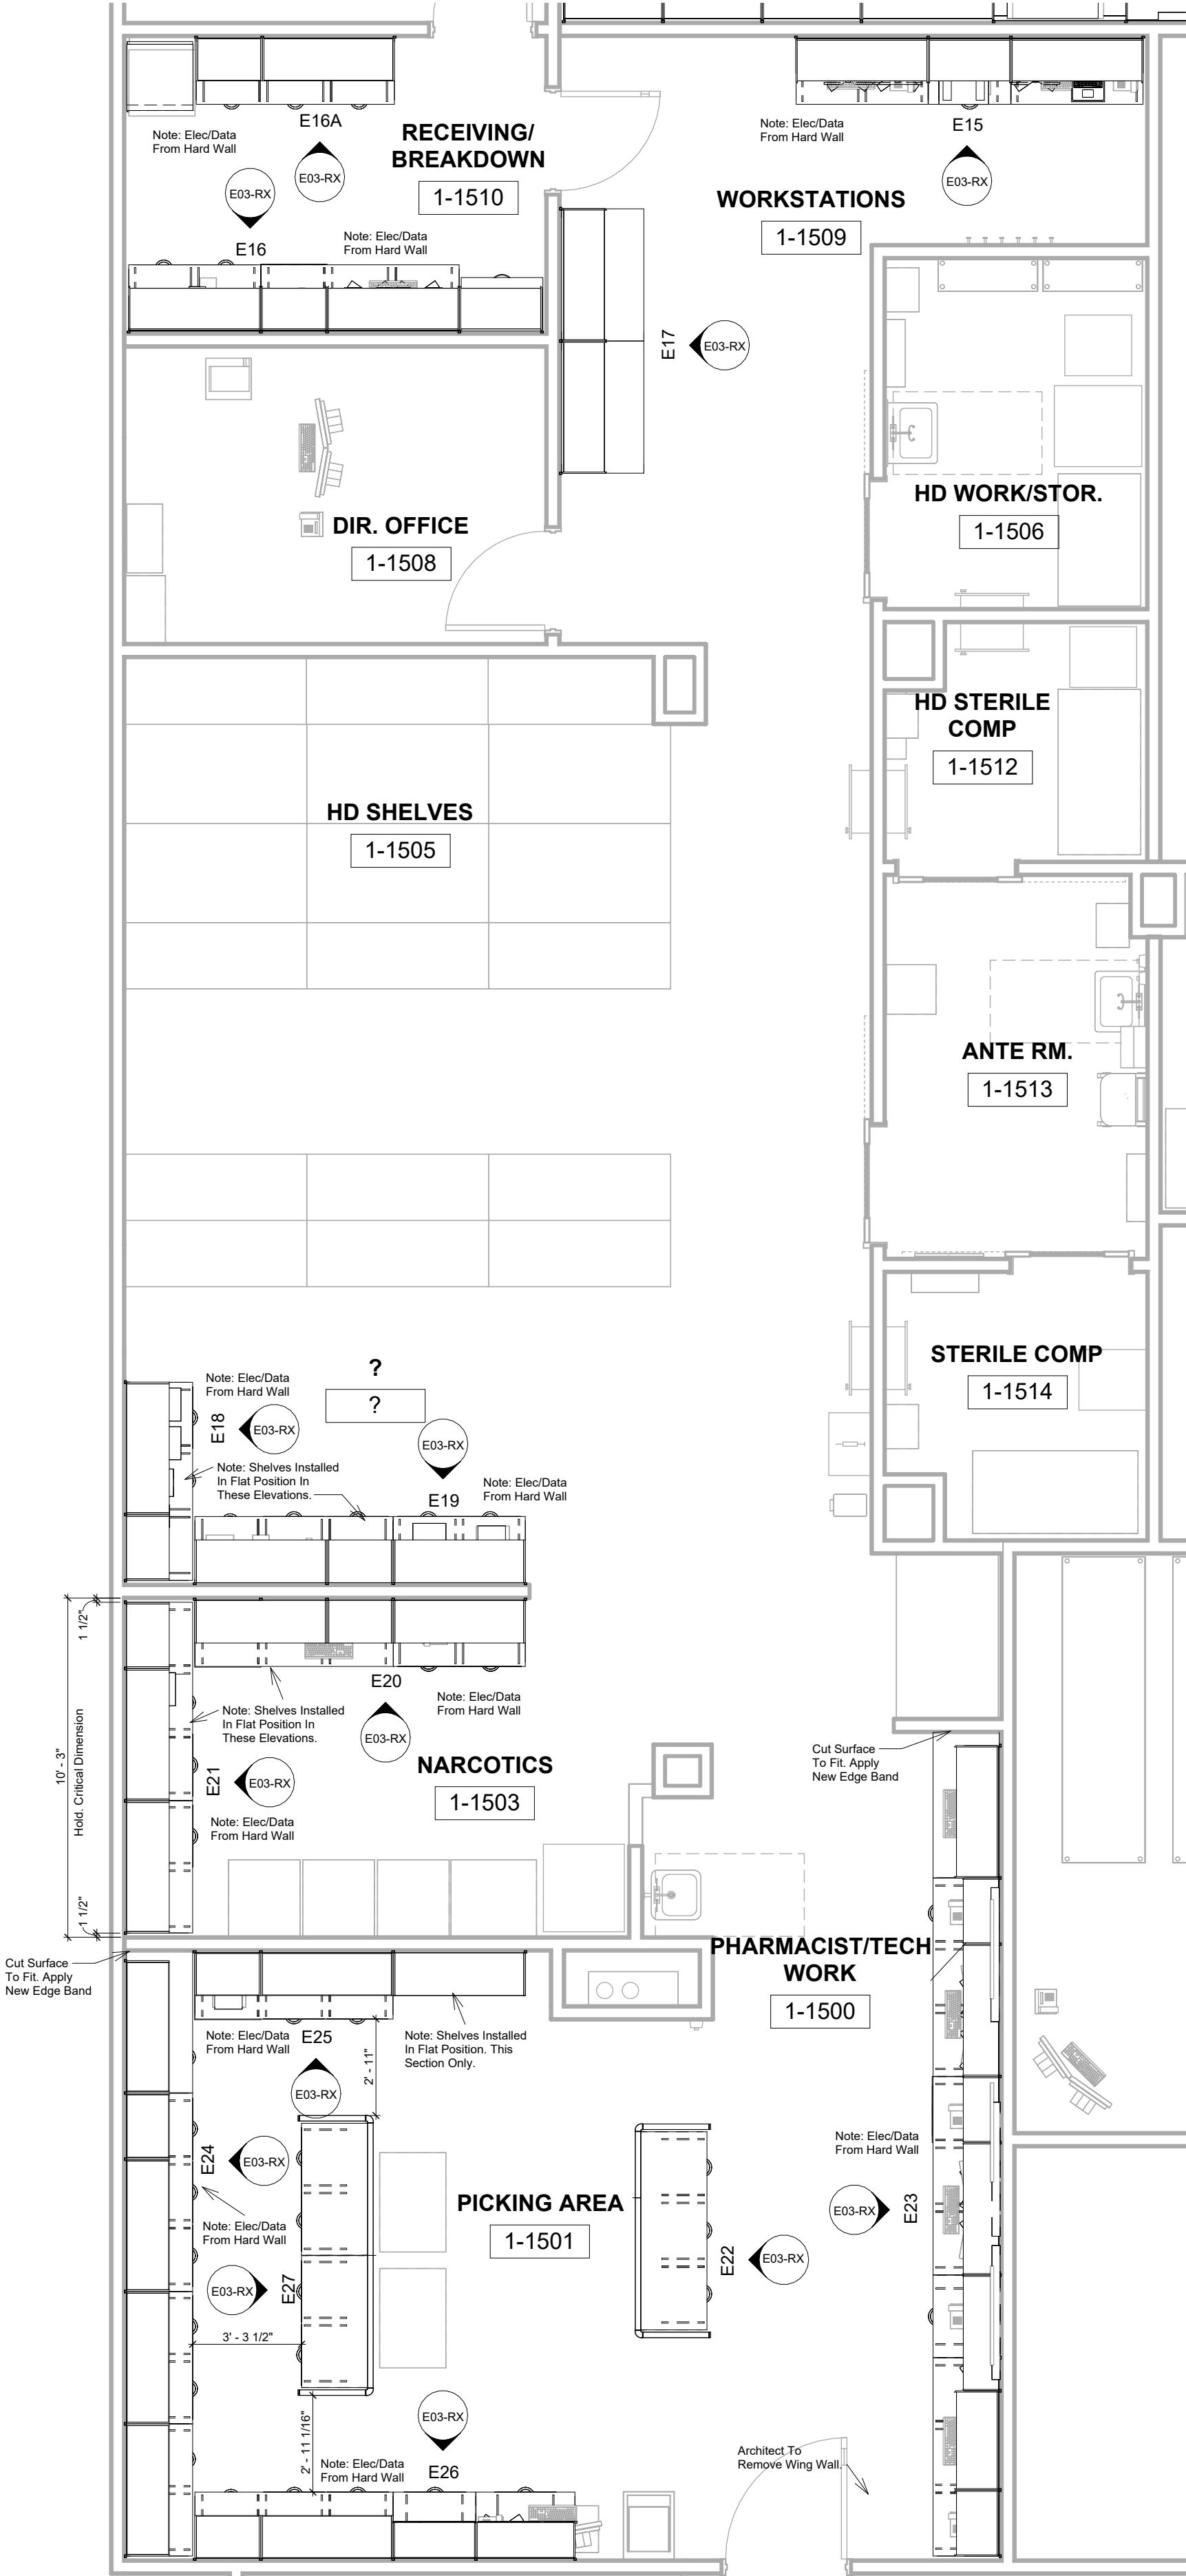 E16A
Note: Elec/Data
From Hard Wall
RECEIVING/
BREAKDOWN
1-1510
E03-RX
E03-RX
E16
Note: Elec/Data
From Hard Wall
Note: Elec/Data
From Hard Wall
E15
E03-RX
WORKSTATIONS
1-1509
E17
E03-RX
HD WORK/STOR.
1-1506
DIR. OFFICE
1-1508
HD STERILE
COMP
1-1512
HD SHELVES
1-1505
ANTE RM.
1-1513
STERILE COMP
1-1514
?
?
Note: Elec/Data
From Hard Wall
E18
E03-RX
E03-RX
Note: Shelves Installed
In Flat Position In
These Elevations.
E19
Note: Elec/Data
From Hard Wall
1 1/2"
10' - 3"
Hold. Critical Dimension
1 1/2"
E20
E03-RX
Note: Elec/Data
From Hard Wall
Note: Shelves Installed
In Flat Position In
These Elevations.
E21
E03-RX
Note: Elec/Data
From Hard Wall
NARCOTICS
1-1503
Cut Surface
To Fit. Apply
New Edge Band
PHARMACIST/TECH
WORK
1-1500
Cut Surface
To Fit. Apply
New Edge Band
Note: Elec/Data
From Hard Wall
E25
E03-RX
Note: Shelves Installed
In Flat Position. This
Section Only.
2' - 11"
E24
E03-RX
Note: Elec/Data
From Hard Wall
PICKING AREA
1-1501
Note: Elec/Data
From Hard Wall
E03-RX
E23
E22
E03-RX
E03-RX
E27
3' - 3 1/2"
2' - 11 1/16"
E03-RX
Note: Elec/Data
From Hard Wall
E26
Architect To
Remove Wing Wall.